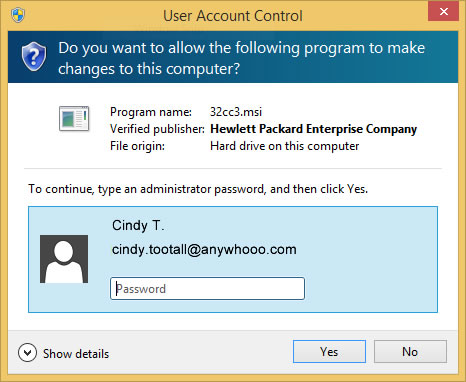 User Account Control
Do you want to allow the following program to make
changes to this computer?
Program name: 32cc3.msi
Verified publisher: Hewlett Packard Enterprise Company
File origin: Hard drive on this computer
To continue, type an administrator password, and then click Yes.
Cindy T.
cindy.tootall@anywhooo.com
Password
Show details
Yes
No